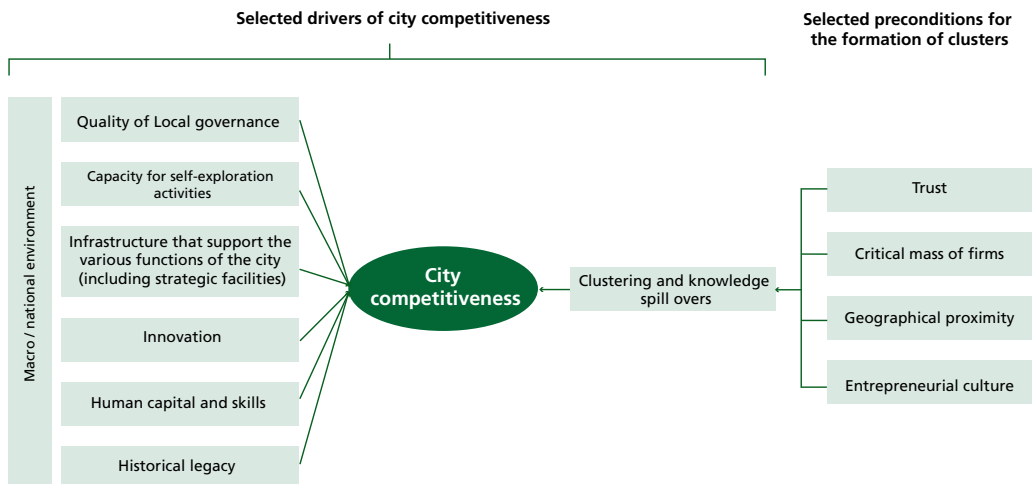 Selected drivers of city competitiveness
Selected preconditions for
the formation of clusters
Macro / national environment
Quality of Local governance
Capacity for self-exploration
activities
Infrastructure that support the
various functions of the city
(including strategic facilities)
Innovation
Human capital and skills
Historical legacy
City
competitiveness
Clustering and knowledge
spill overs
Trust
Critical mass of firms
Geographical proximity
Entrepreneurial culture